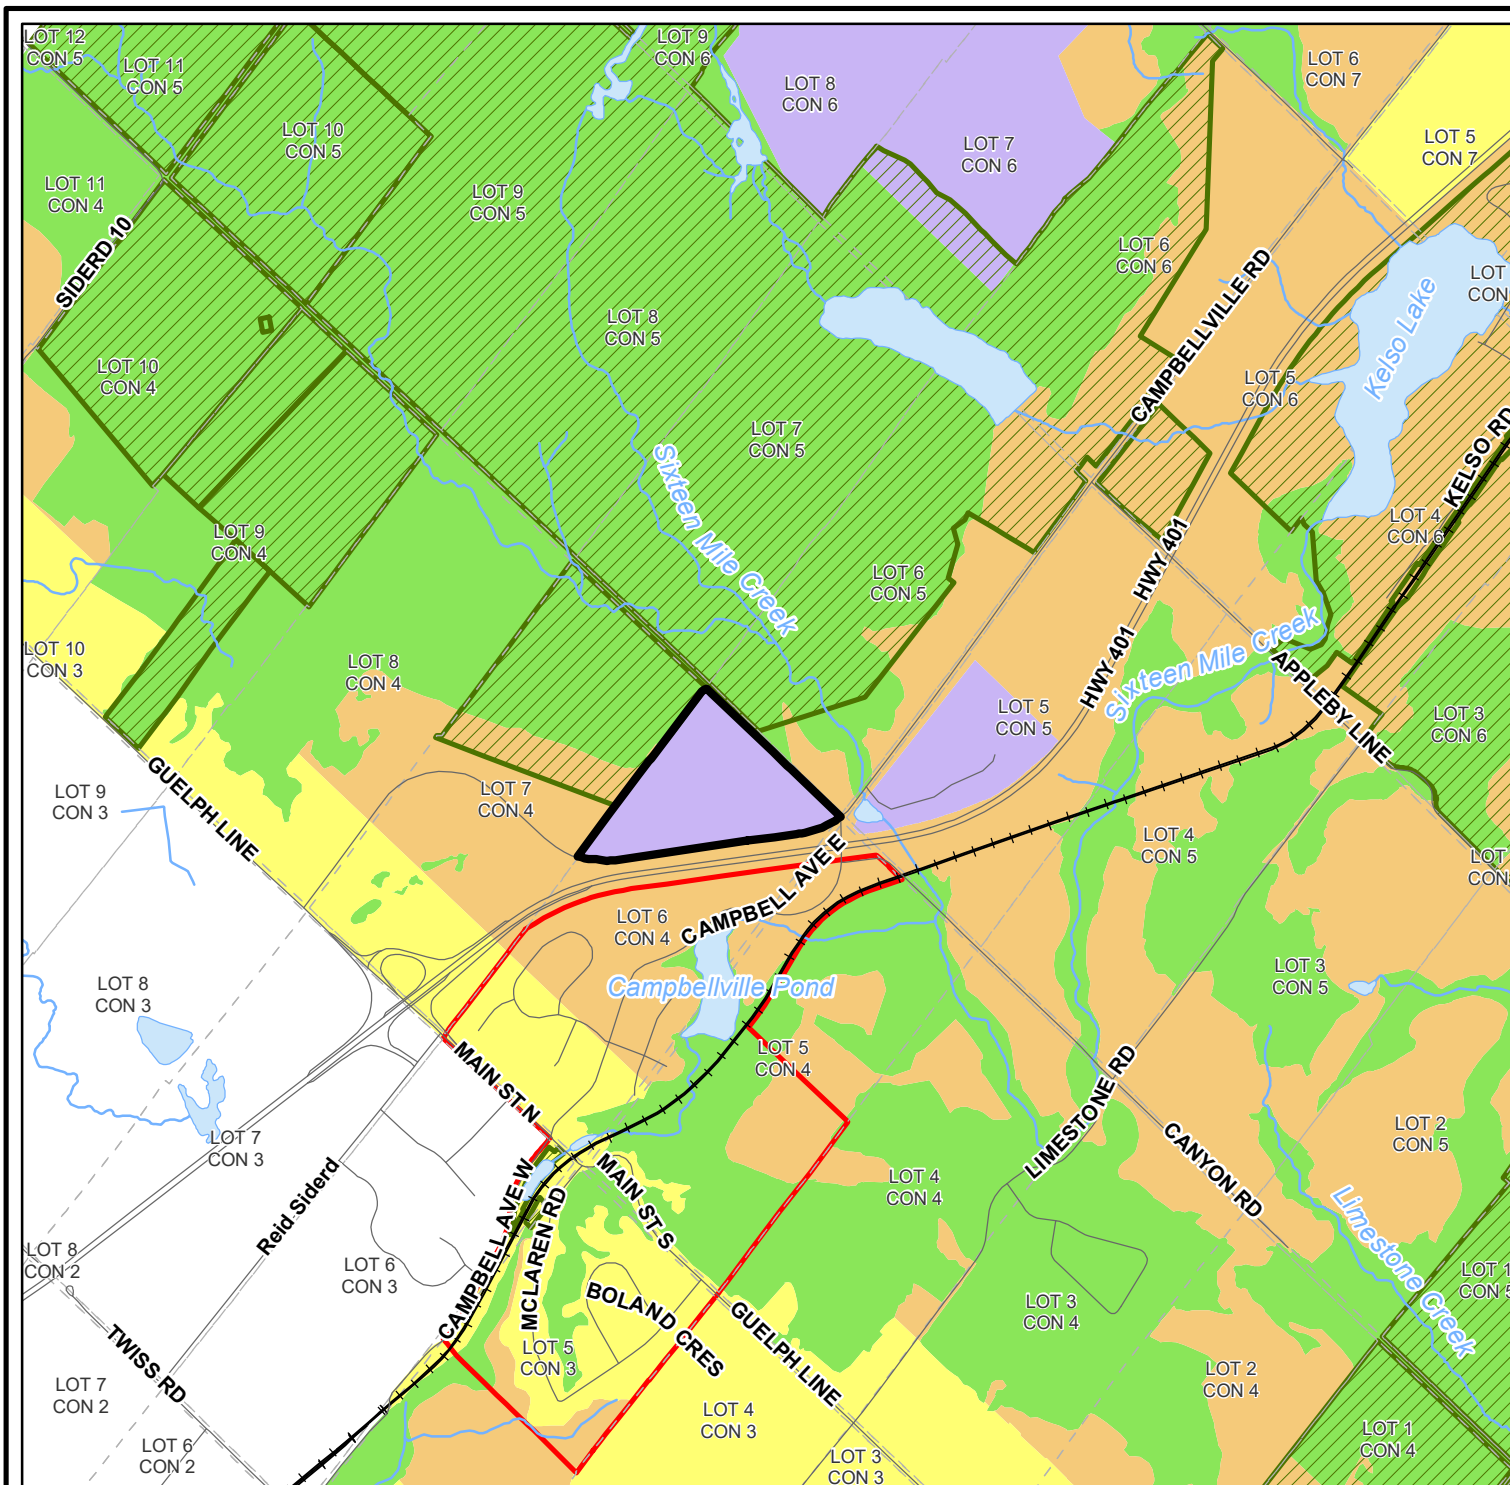 LOT 12
CON 5
LOT 11
CON 5
LOT 9
CON 6
LOT 8
CON 6
LOT 6
CON 7
LOT 10
CON 5
LOT 7
CON 6
LOT 5
CON 7
LOT 11
CON 4
LOT 9
CON 5
SIDERD 10
LOT 6
CON 6
CAMPBELLVILLE RD
LOT
CON
Kelso Lake
LOT 8
CON 5
LOT 10
CON 4
LOT 5
CON 6
LOT 7
CON 5
KELSO RD
Sixteen Mile Creek
LOT 9
CON 4
LOT 4
CON 6
HWY 401
LOT 6
CON 5
HWY 401
Sixteen Mile Creek
LOT 10
CON 3
LOT 8
CON 4
APPLEBY LINE
LOT 5
CON 5
LOT 3
CON 6
GUELPH LINE
LOT 9
CON 3
LOT 7
CON 4
LOT 4
CON 5
LOT
CON
CAMPBELL AVE E
LOT 6
CON 4
LOT 8
CON 3
Campbellville Pond
LOT 3
CON 5
MAIN ST N
LOT 5
CON 4
LIMESTONE RD
LOT 7
CON 3
LOT 2
CON 5
CANYON RD
Reid Siderd
CAMPBELL AVE W
MAIN ST S
LOT 4
CON 4
MCLAREN RD
Limestone Creek
LOT 8
CON 2
LOT 6
CON 3
LOT 1
CON 5
BOLAND CRES
LOT 3
CON 4
GUELPH LINE
TWISS RD
LOT 5
CON 3
LOT 7
CON 2
LOT 2
CON 4
LOT 4
CON 3
LOT 1
CON 4
LOT 6
CON 2
LOT 3
CON 3